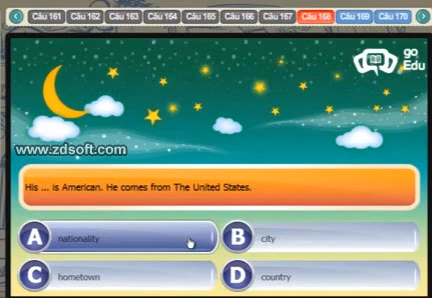 Câu 161 Câu 162 Câu 163 Câu 164 Câu 165 Câu 166 Câu 167 Câu 168 Câu 169 Câu 170
go
Edu
www.zdsoft.com
His ... is American. He comes from The United States.
A nationality
B city
C hometown
D country